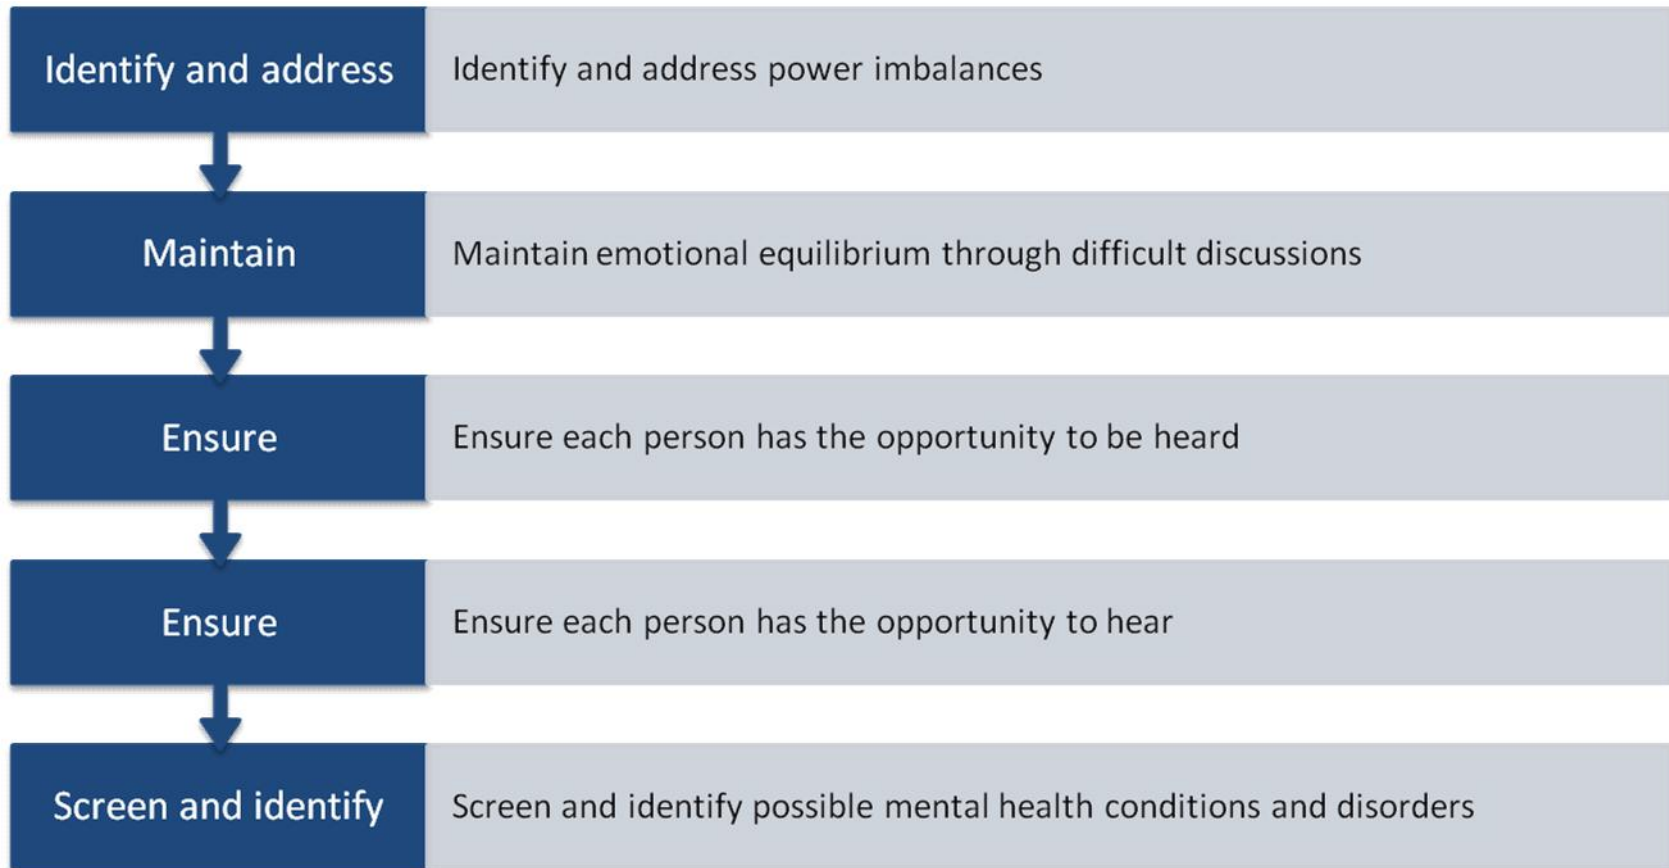 Identify and address
Identify and address power imbalances
Maintain
Maintain emotional equilibrium through difficult discussions
Ensure
Ensure each person has the opportunity to be heard
Ensure
Ensure each person has the opportunity to hear
Screen and identify
Screen and identify possible mental health conditions and disorders